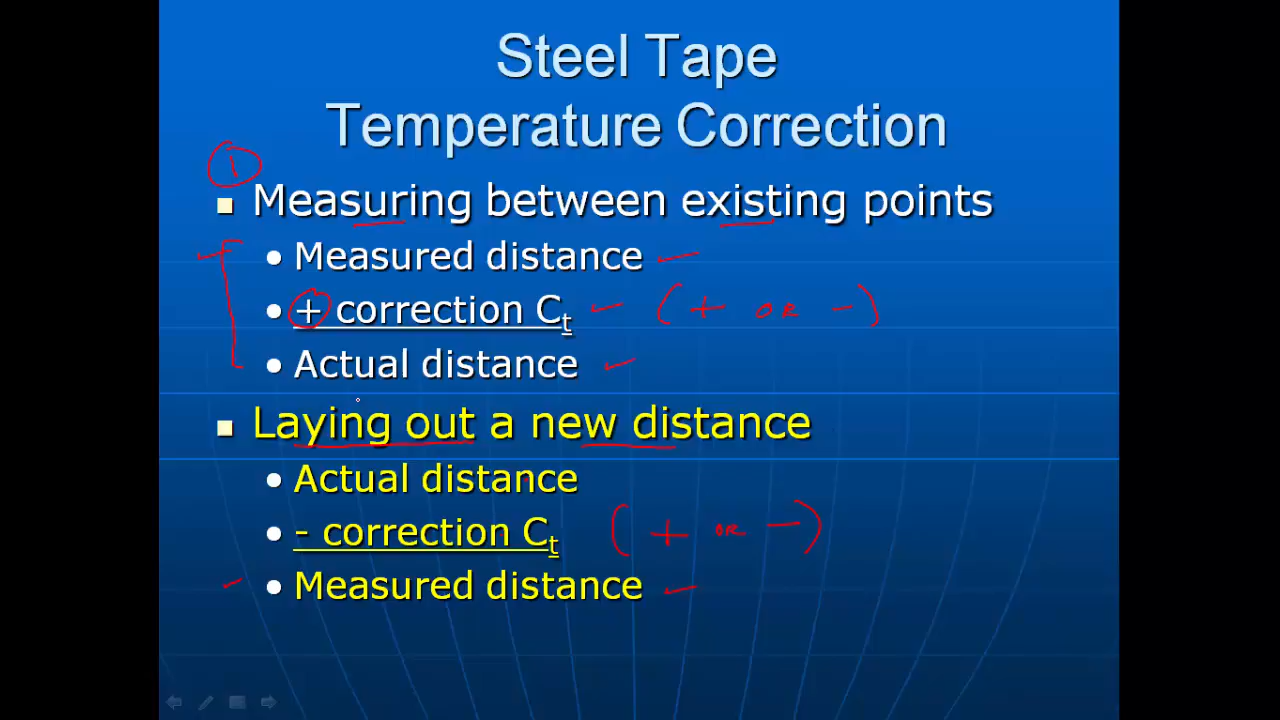 Steel Tape
Temperature Correction
1
Measuring between existing points
• Measured distance
• + correction Ct ( + OR - )
• Actual distance
Laying out a new distance
• Actual distance
• - correction Ct ( + OR - )
• Measured distance